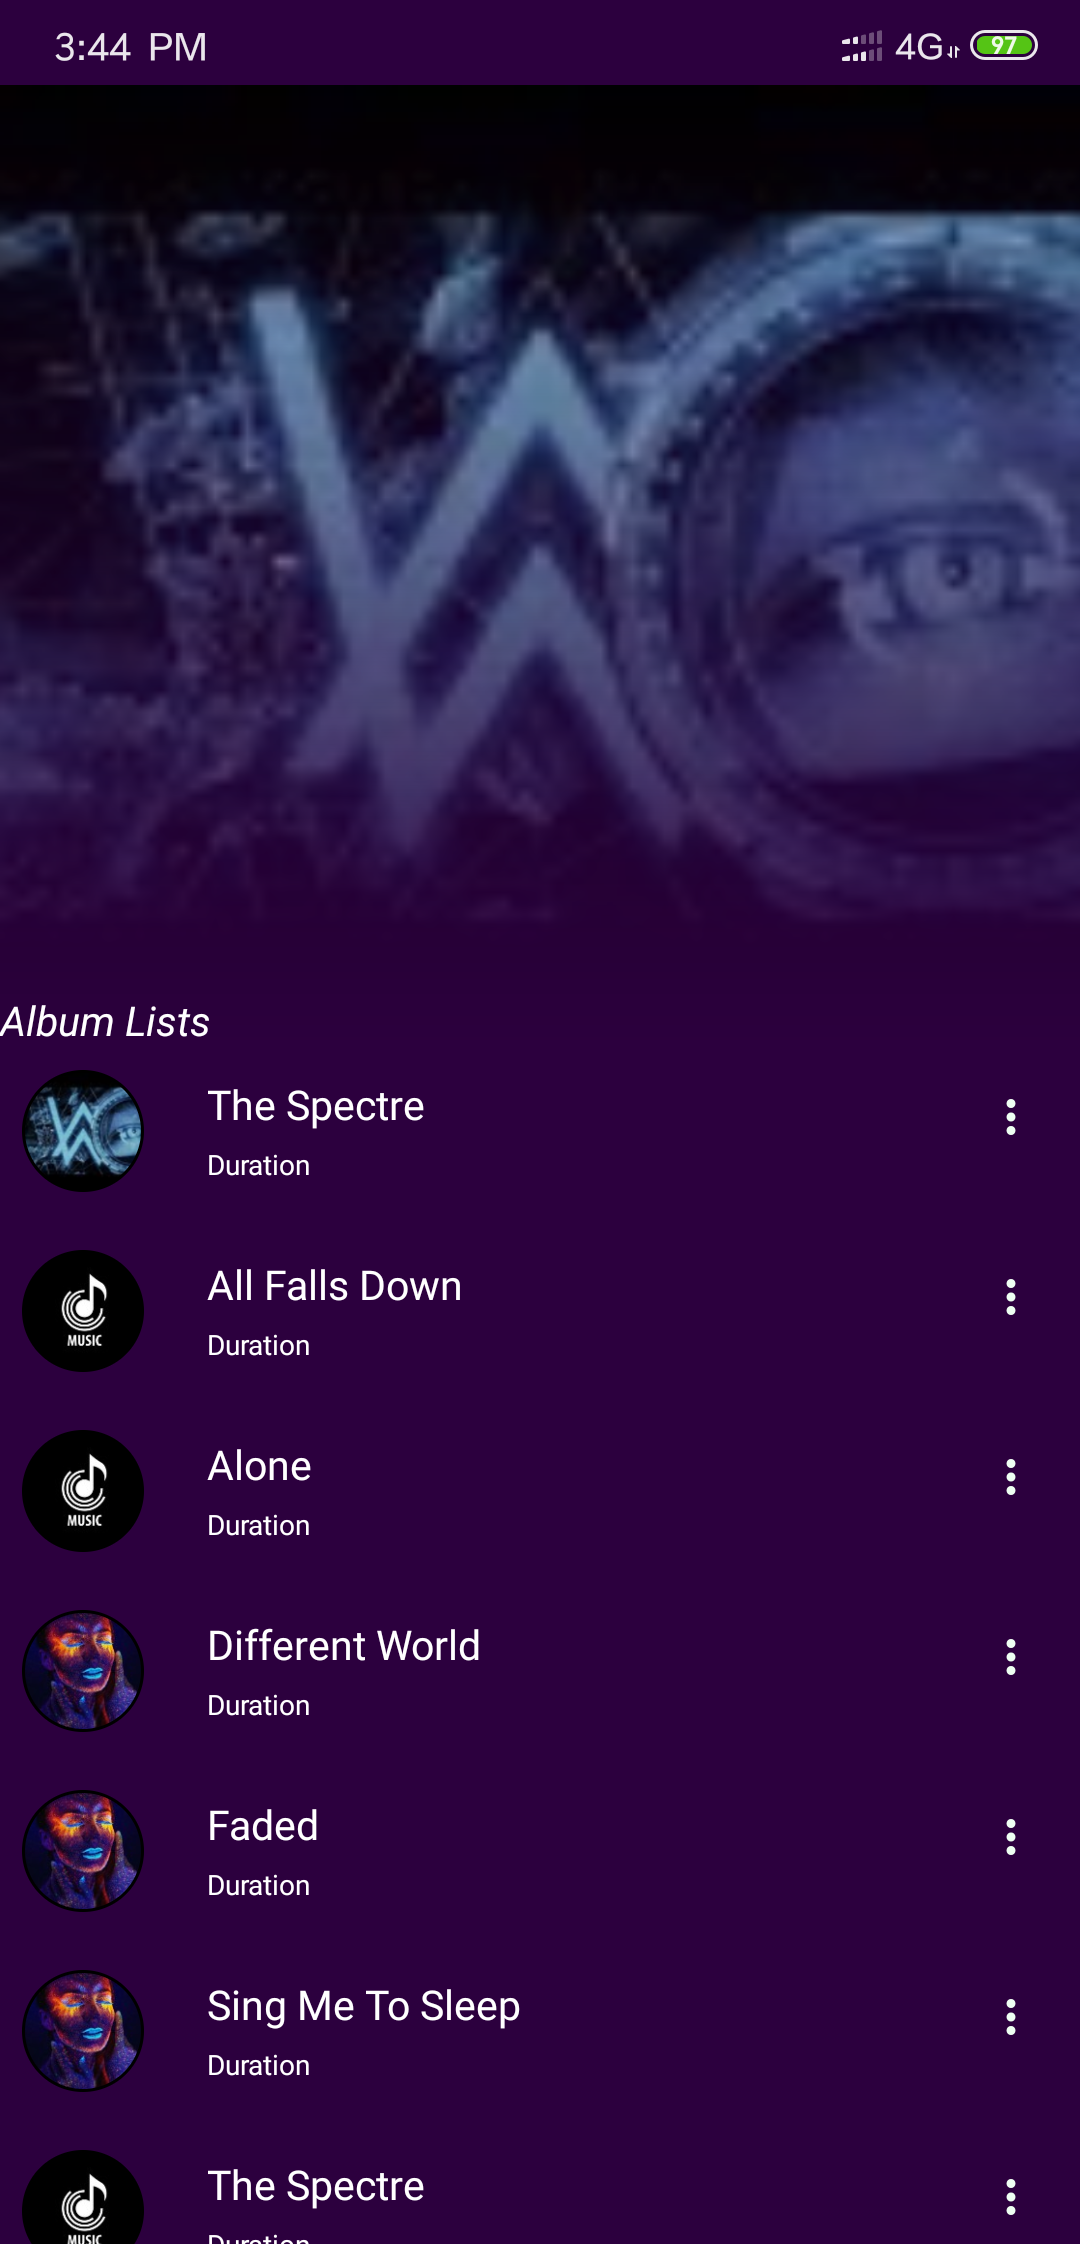 3:44 PM 4G 97
Album Lists
The Spectre
Duration
All Falls Down
Duration
MUSIC
Alone
Duration
MUSIC
Different World
Duration
Faded
Duration
Sing Me To Sleep
Duration
The Spectre
Duration
MUSIC